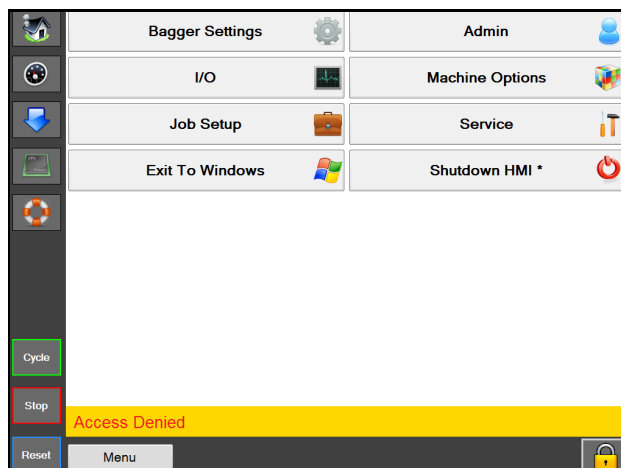 Bagger Settings
Admin
I/O
Machine Options
Job Setup
Service
Exit To Windows
Shutdown HMI *
Cycle
Stop
Access Denied
Reset
Menu